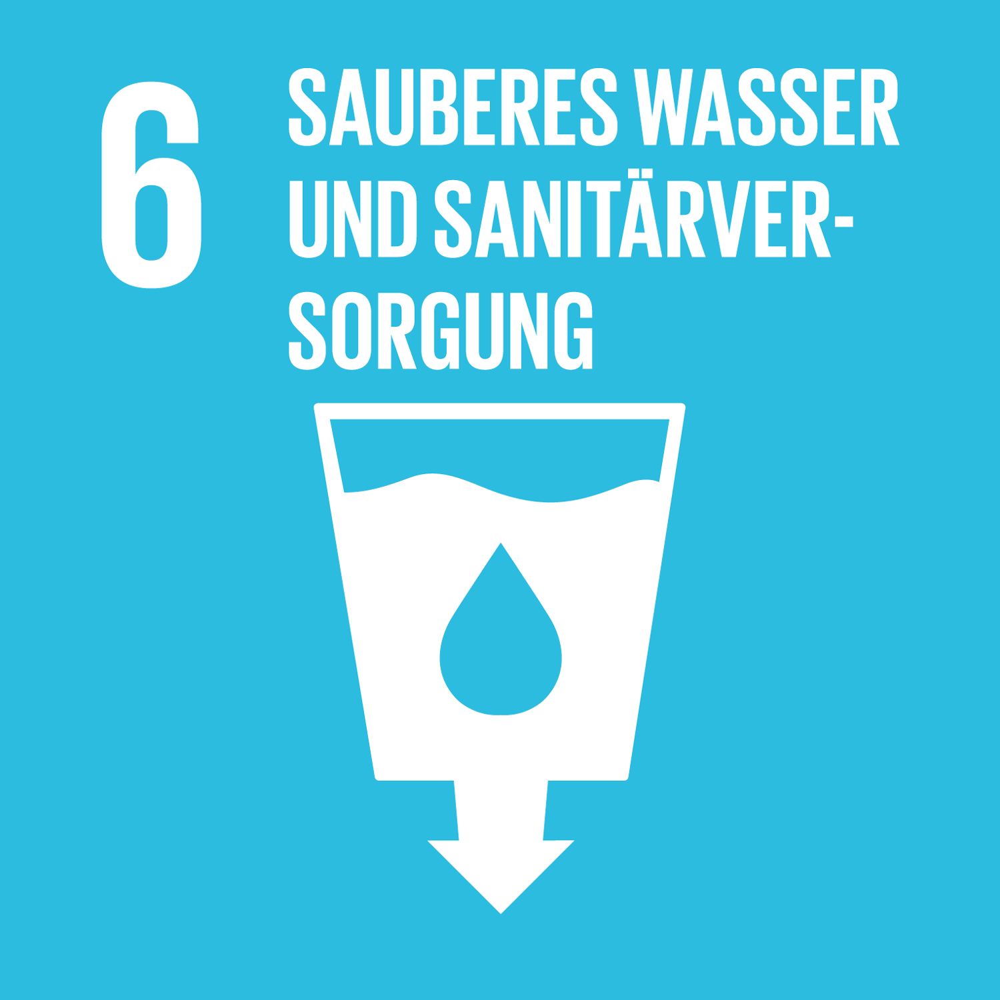 6
SAUBERES WASSER
UND SANITÄRVER-
SORGUNG